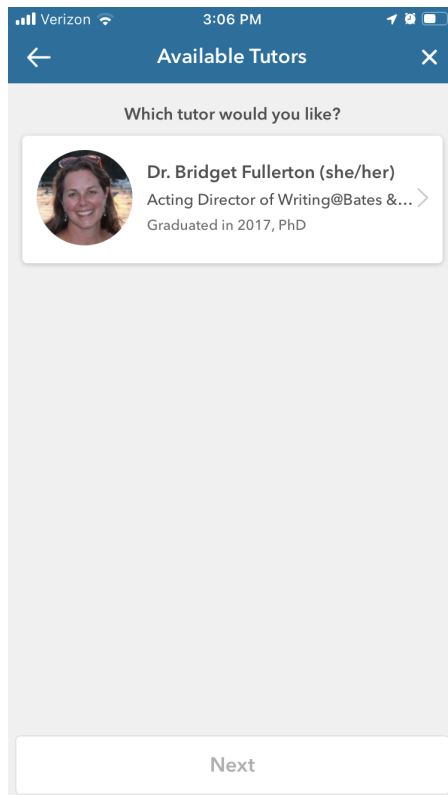 Verizon 3:06 PM
Available Tutors
Which tutor would you like?
Dr. Bridget Fullerton (she/her)
Acting Director of Writing@Bates &...
Graduated in 2017, PhD
Next